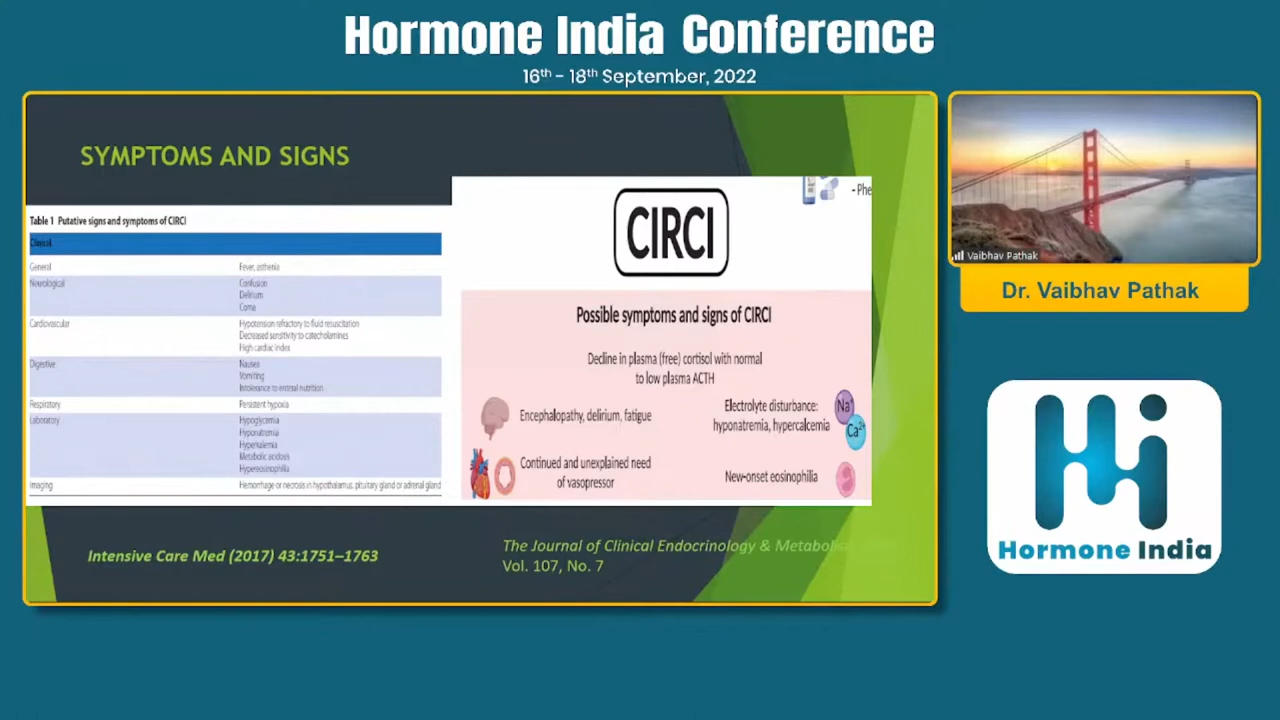 Hormone India Conference
16th - 18th September, 2022
SYMPTOMS AND SIGNS
Table 1 Putative signs and symptoms of CIRCI
Clinical
General Fever, asthenia
Neurological Confusion
Delirium
Coma
Cardiovascular Hypotension refractory to fluid resuscitation
Decreased sensitivity to catecholamines
High cardiac index
Digestive Nausea
Vomiting
Intolerance to enteral nutrition
Respiratory Persistent hypoxia
Laboratory Hypoglycemia
Hyponatremia
Hyperkalemia
Metabolic acidosis
Hypereosinophilia
Imaging Hemorrhage or necrosis in hypothalamus, pituitary gland or adrenal gland
- Phe
CIRCI
Possible symptoms and signs of CIRCI
Decline in plasma (free) cortisol with normal
to low plasma ACTH
Encephalopathy, delirium, fatigue
Electrolyte disturbance:
hyponatremia, hypercalcemia
Na+
Ca2+
Continued and unexplained need
of vasopressor
New-onset eosinophilia
Intensive Care Med (2017) 43:1751–1763
The Journal of Clinical Endocrinology & Metabolism
Vol. 107, No. 7
Vaibhav Pathak
Dr. Vaibhav Pathak
Hormone India